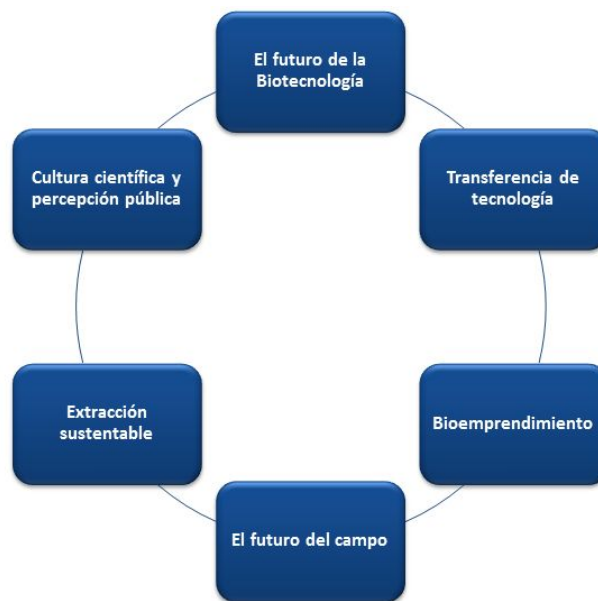 El futuro de la
Biotecnología
Transferencia de
tecnología
Bioemprendimiento
El futuro del campo
Extracción
sustentable
Cultura científica y
percepción pública